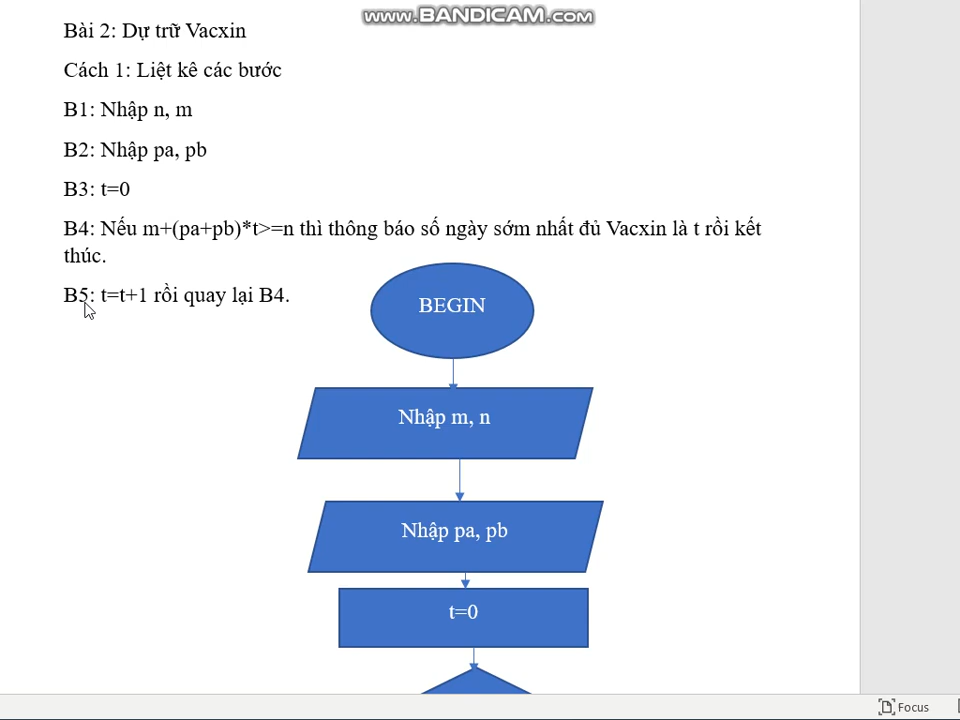 www.BANDICAM.com
Bài 2: Dự trữ Vacxin
Cách 1: Liệt kê các bước
B1: Nhập n, m
B2: Nhập pa, pb
B3: t=0
B4: Nếu m+(pa+pb)*t>=n thì thông báo số ngày sớm nhất đủ Vacxin là t rồi kết
thúc.
B5: t=t+1 rồi quay lại B4.
BEGIN
Nhập m, n
Nhập pa, pb
t=0
Focus